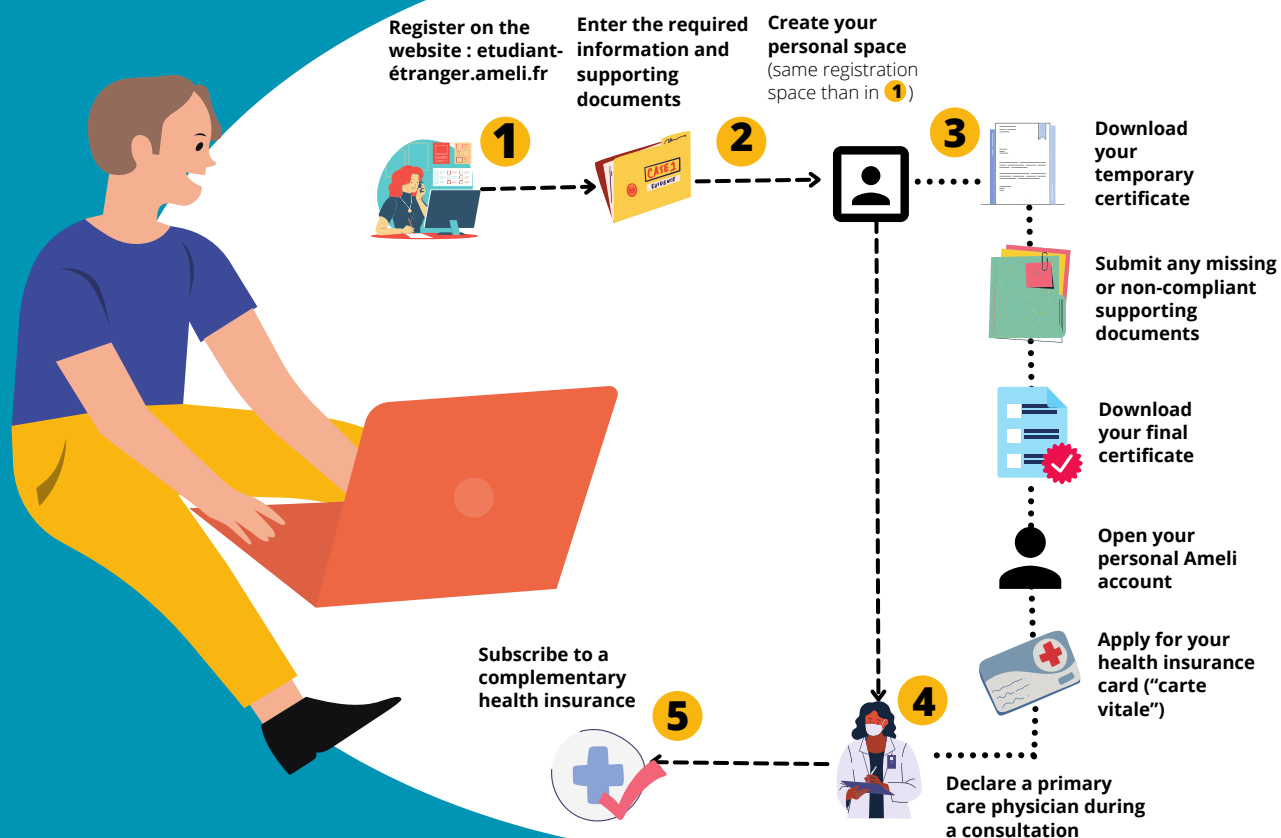 Register on the
website : etudiant-
étranger.ameli.fr
1
Enter the required
information and
supporting
documents
2
CASE 1
EVIDENCE
Create your
personal space
(same registration
space than in 1 )
3
Download
your
temporary
certificate
Submit any missing
or non-compliant
supporting
documents
Download
your final
certificate
Open your
personal Ameli
account
Apply for your
health insurance
card (“carte
vitale”)
4
Declare a primary
care physician during
a consultation
Subscribe to a
complementary
health insurance
5